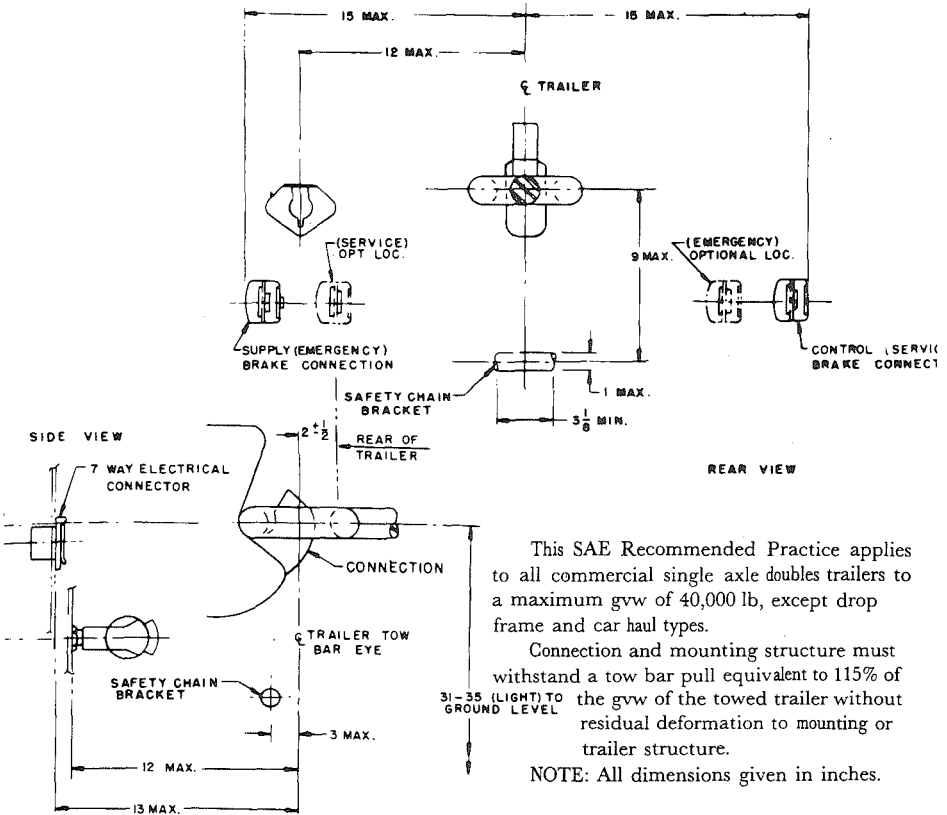 15 MAX.
15 MAX.
12 MAX.
℄ TRAILER
(SERVICE)
OPT LOC.
9 MAX.
(EMERGENCY)
OPTIONAL LOC.
SUPPLY (EMERGENCY)
BRAKE CONNECTION
CONTROL (SERVIC
BRAKE CONNECT
SAFETY CHAIN
BRACKET
1 MAX.
3 1/8 MIN.
SIDE VIEW
2 ± 1/2
REAR OF
TRAILER
REAR VIEW
7 WAY ELECTRICAL
CONNECTOR
CONNECTION
℄ TRAILER TOW
BAR EYE
SAFETY CHAIN
BRACKET
31-35 (LIGHT) TO
GROUND LEVEL
3 MAX.
12 MAX.
13 MAX.
This SAE Recommended Practice applies
to all commercial single axle doubles trailers to
a maximum gvw of 40,000 lb, except drop
frame and car haul types.
Connection and mounting structure must
withstand a tow bar pull equivalent to 115% of
the gvw of the towed trailer without
residual deformation to mounting or
trailer structure.
NOTE: All dimensions given in inches.